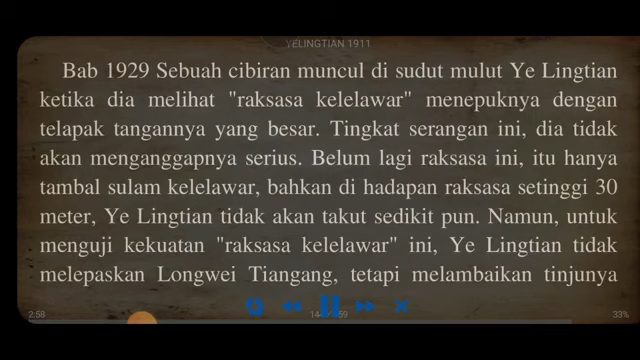 YELINGTIAN 1911
Bab 1929 Sebuah cibiran muncul di sudut mulut Ye Lingtian
ketika dia melihat "raksasa kelelawar" menepuknya dengan
telapak tangannya yang besar. Tingkat serangan ini, dia tidak
akan menganggapnya serius. Belum lagi raksasa ini, itu hanya
tambal sulam kelelawar, bahkan di hadapan raksasa setinggi 30
meter, Ye Lingtian tidak akan takut sedikit pun. Namun, untuk
menguji kekuatan "raksasa kelelawar" ini, Ye Lingtian tidak
melepaskan Longwei Tiangang, tetapi melambaikan tinjunya
2:58
33%